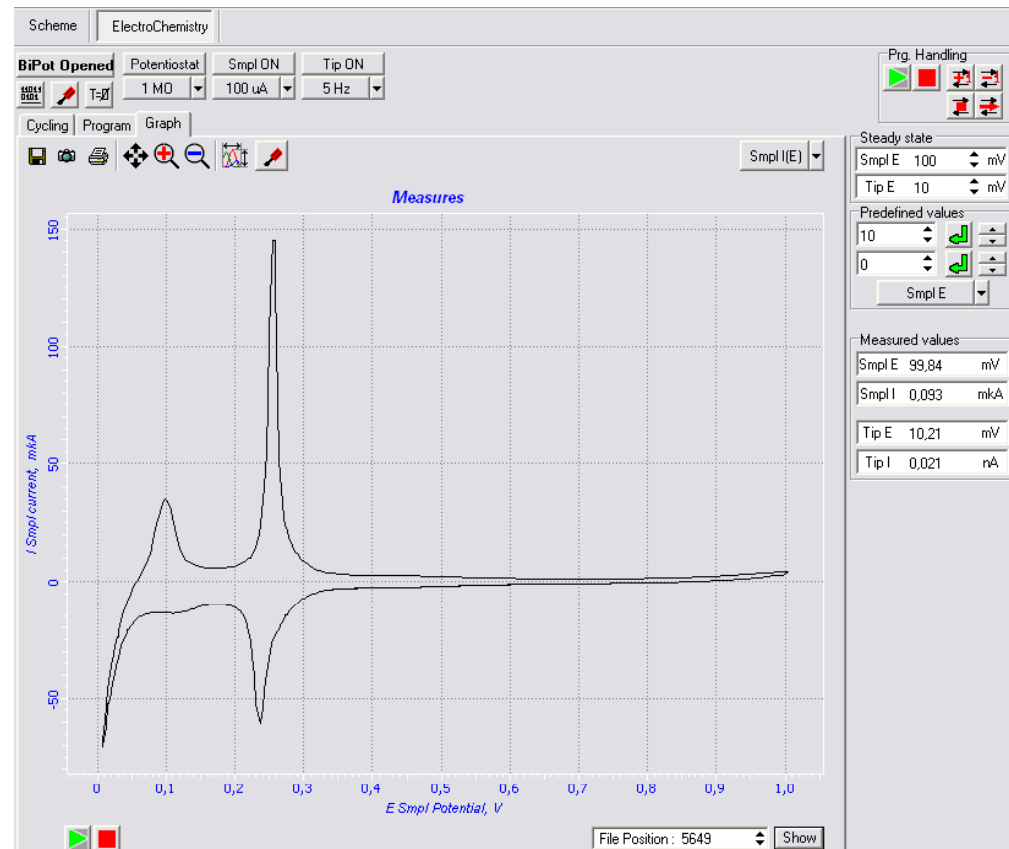 Scheme ElectroChemistry
Prg. Handling
BiPot Opened Potentiostat Smpl ON Tip ON
1 MO 100 uA 5 Hz
T=Ø
Cycling Program Graph
Smpl I(E)
Steady state
Smpl E 100 mV
Tip E 10 mV
Predefined values
10
0
Smpl E
Measured values
Smpl E 99,84 mV
Smpl I 0,093 mkA
Tip E 10,21 mV
Tip I 0,021 nA
Measures
I Smpl current, mkA
150
100
50
0
-50
0 0,1 0,2 0,3 0,4 0,5 0,6 0,7 0,8 0,9 1,0
E Smpl Potential, V
File Position : 5649 Show